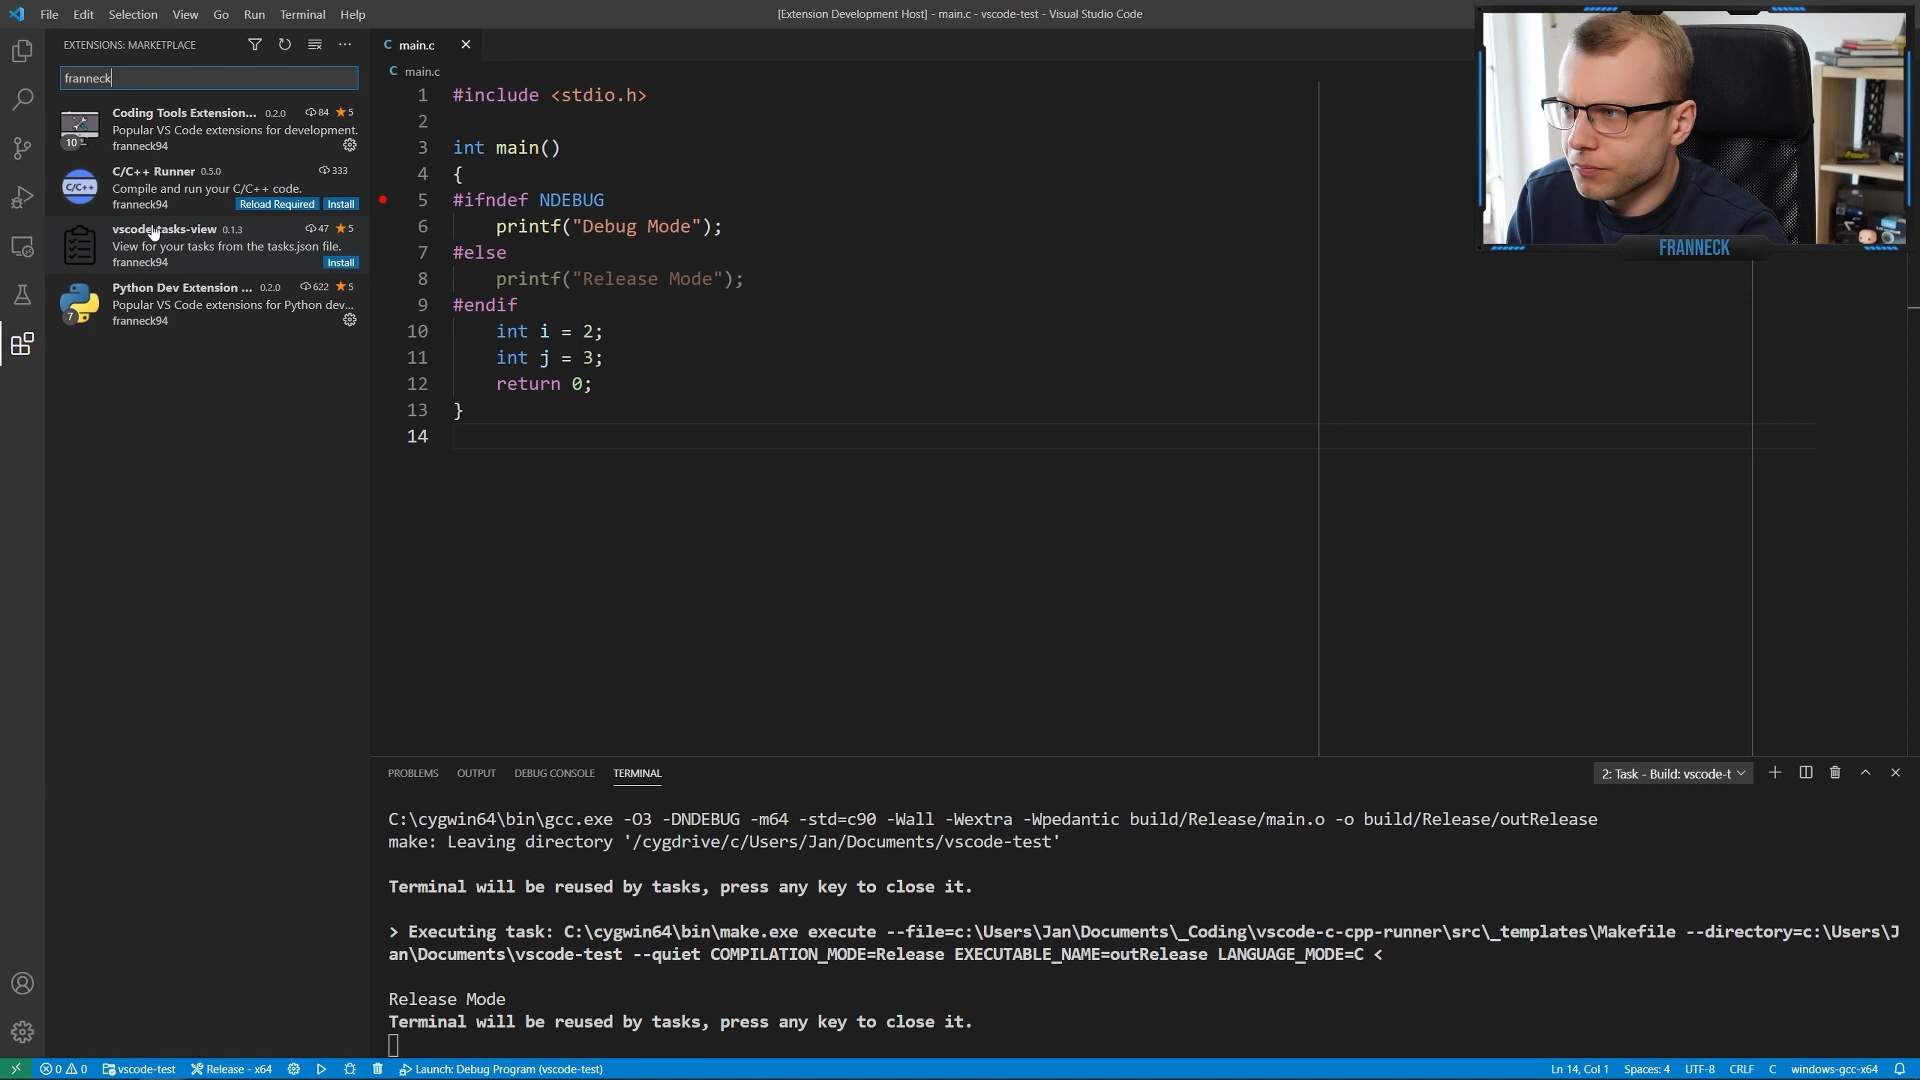 File Edit Selection View Go Run Terminal Help
[Extension Development Host] - main.c - vscode-test - Visual Studio Code
EXTENSIONS: MARKETPLACE
franneck
Coding Tools Extension... 0.2.0 84 5
Popular VS Code extensions for development.
franneck94
10
C/C++ Runner 0.5.0 333
Compile and run your C/C++ code.
franneck94 Reload Required Install
C/C++
vscode-tasks-view 0.1.3 47 5
View for your tasks from the tasks.json file.
franneck94 Install
Python Dev Extension ... 0.2.0 622 5
Popular VS Code extensions for Python dev...
franneck94
7
C main.c
C main.c
1 #include <stdio.h>
2
3 int main()
4 {
5 #ifndef NDEBUG
6 printf("Debug Mode");
7 #else
8 printf("Release Mode");
9 #endif
10 int i = 2;
11 int j = 3;
12 return 0;
13 }
14
FRANNECK
PROBLEMS OUTPUT DEBUG CONSOLE TERMINAL
2: Task - Build: vscode-t
C:\cygwin64\bin\gcc.exe -O3 -DNDEBUG -m64 -std=c90 -Wall -Wextra -Wpedantic build/Release/main.o -o build/Release/outRelease
make: Leaving directory '/cygdrive/c/Users/Jan/Documents/vscode-test'
Terminal will be reused by tasks, press any key to close it.
> Executing task: C:\cygwin64\bin\make.exe execute --file=c:\Users\Jan\Documents\_Coding\vscode-c-cpp-runner\src\_templates\Makefile --directory=c:\Users\J
an\Documents\vscode-test --quiet COMPILATION_MODE=Release EXECUTABLE_NAME=outRelease LANGUAGE_MODE=C <
Release Mode
Terminal will be reused by tasks, press any key to close it.
0 0 vscode-test Release - x64 Launch: Debug Program (vscode-test)
Ln 14, Col 1 Spaces: 4 UTF-8 CRLF C windows-gcc-x64